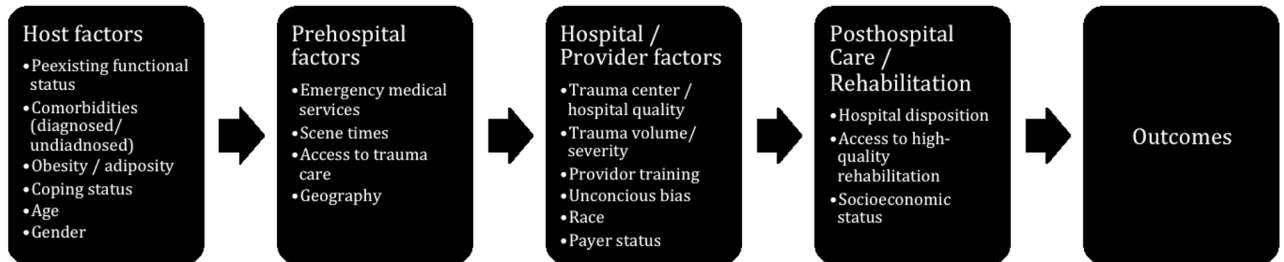 Host factors
•Peexisting functional
status
•Comorbidities
(diagnosed/
undiadnosed)
•Obesity / adiposity
•Coping status
•Age
•Gender
Prehospital
factors
•Emergency medical
services
•Scene times
•Access to trauma
care
•Geography
Hospital /
Provider factors
•Trauma center /
hospital quality
•Trauma volume/
severity
•Providor training
•Unconcious bias
•Race
•Payer status
Posthospital
Care /
Rehabilitation
•Hospital disposition
•Access to high-
quality
rehabilitation
•Socioeconomic
status
Outcomes